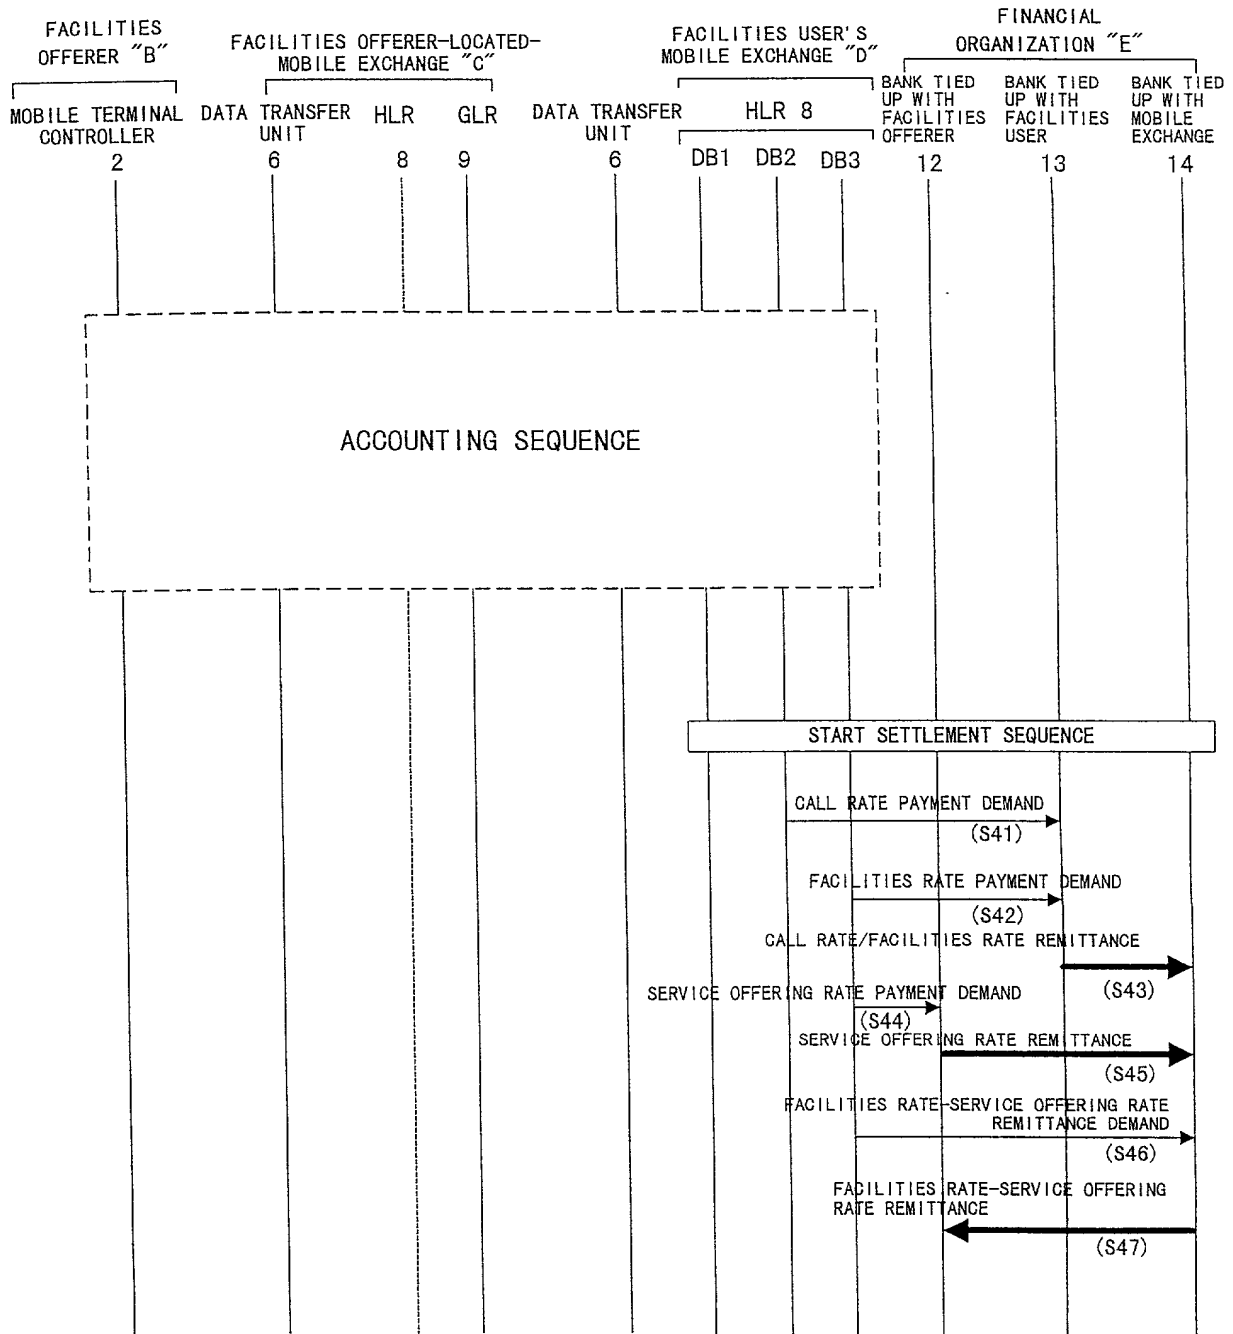 FACILITIES
OFFERER "B"
FACILITIES OFFERER-LOCATED-
MOBILE EXCHANGE "C"
FACILITIES USER'S
MOBILE EXCHANGE "D"
FINANCIAL
ORGANIZATION "E"
MOBILE TERMINAL
CONTROLLER
2
DATA TRANSFER
UNIT
6
HLR
8
GLR
9
DATA TRANSFER
UNIT
6
HLR 8
DB1
DB2
DB3
BANK TIED
UP WITH
FACILITIES
OFFERER
12
BANK TIED
UP WITH
FACILITIES
USER
13
BANK TIED
UP WITH
MOBILE
EXCHANGE
14
ACCOUNTING SEQUENCE
START SETTLEMENT SEQUENCE
CALL RATE PAYMENT DEMAND
(S41)
FACILITIES RATE PAYMENT DEMAND
(S42)
CALL RATE/FACILITIES RATE REMITTANCE
(S43)
SERVICE OFFERING RATE PAYMENT DEMAND
(S44)
SERVICE OFFERING RATE REMITTANCE
(S45)
FACILITIES RATE-SERVICE OFFERING RATE
REMITTANCE DEMAND
(S46)
FACILITIES RATE-SERVICE OFFERING
RATE REMITTANCE
(S47)